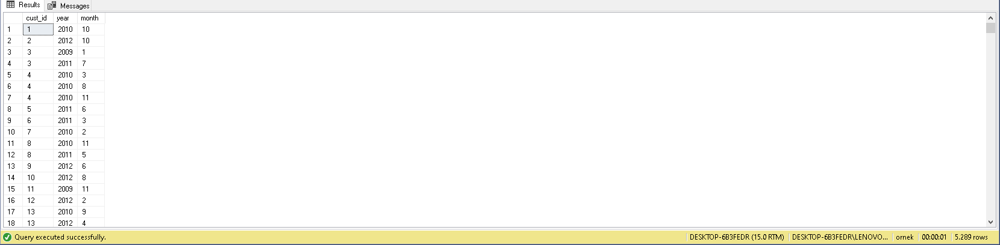 Results Messages
cust_id year month
1 1 2010 10
2 2 2012 10
3 3 2009 1
4 3 2011 7
5 4 2010 3
6 4 2010 8
7 4 2010 11
8 5 2011 6
9 6 2011 3
10 7 2010 2
11 8 2010 11
12 8 2011 5
13 9 2012 6
14 10 2012 8
15 11 2009 11
16 12 2012 2
17 13 2010 9
18 13 2012 4
Query executed successfully. DESKTOP-6B3FEDR (15.0 RTM) DESKTOP-6B3FEDR\LENOVO... ornek 00:00:01 5.289 rows